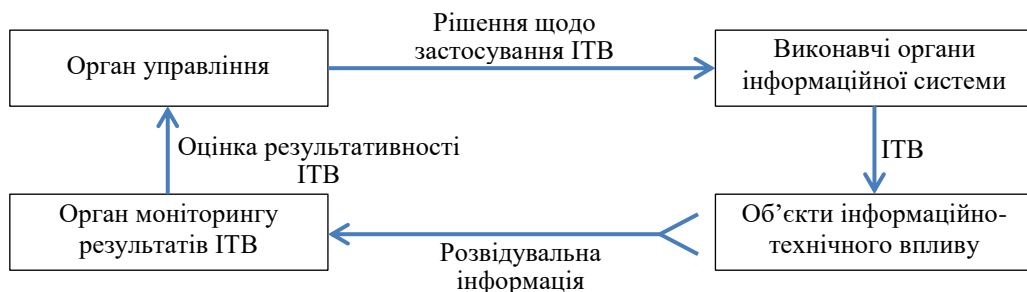 Орган управління
Рішення щодо
застосування ІТВ
Виконавчі органи
інформаційної системи
Оцінка результативності
ІТВ
ІТВ
Орган моніторингу
результатів ІТВ
Розвідувальна
інформація
Об’єкти інформаційно-
технічного впливу